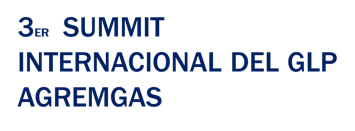 3ER SUMMIT
INTERNACIONAL DEL GLP
AGREMGAS